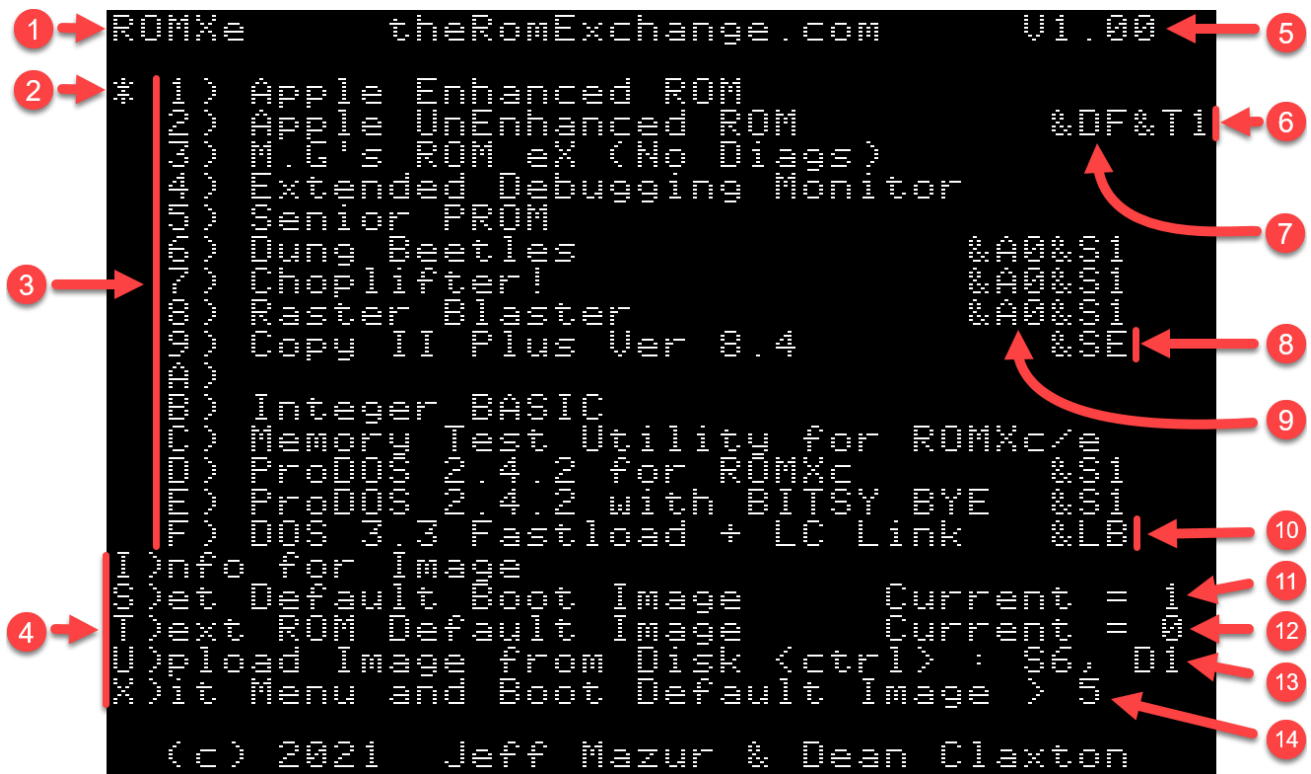 1 ROMXe theRomExchange.com V1.00 5
2 * 1) Apple Enhanced ROM
2) Apple UnEnhanced ROM &DF&T1 6
3) M.G's ROM eX (No Diags)
4) Extended Debugging Monitor
5) Senior PROM 7
6) Dung Beetles &A0&S1
3 7) Choplifter! &A0&S1
8) Raster Blaster &A0&S1
9) Copy II Plus Ver 8.4 &SE 8
A)
B) Integer BASIC 9
C) Memory Test Utility for ROMXc/e
D) ProDOS 2.4.2 for ROMXc &S1
E) ProDOS 2.4.2 with BITSY BYE &S1
F) DOS 3.3 Fastload + LC Link &LB 10
I)nfo for Image
S)et Default Boot Image Current = 1 11
4 T)ext ROM Default Image Current = 0 12
U)pload Image from Disk (ctrl) : S6, D1 13
X)it Menu and Boot Default Image > 5 14
(c) 2021 Jeff Mazur & Dean Claxton